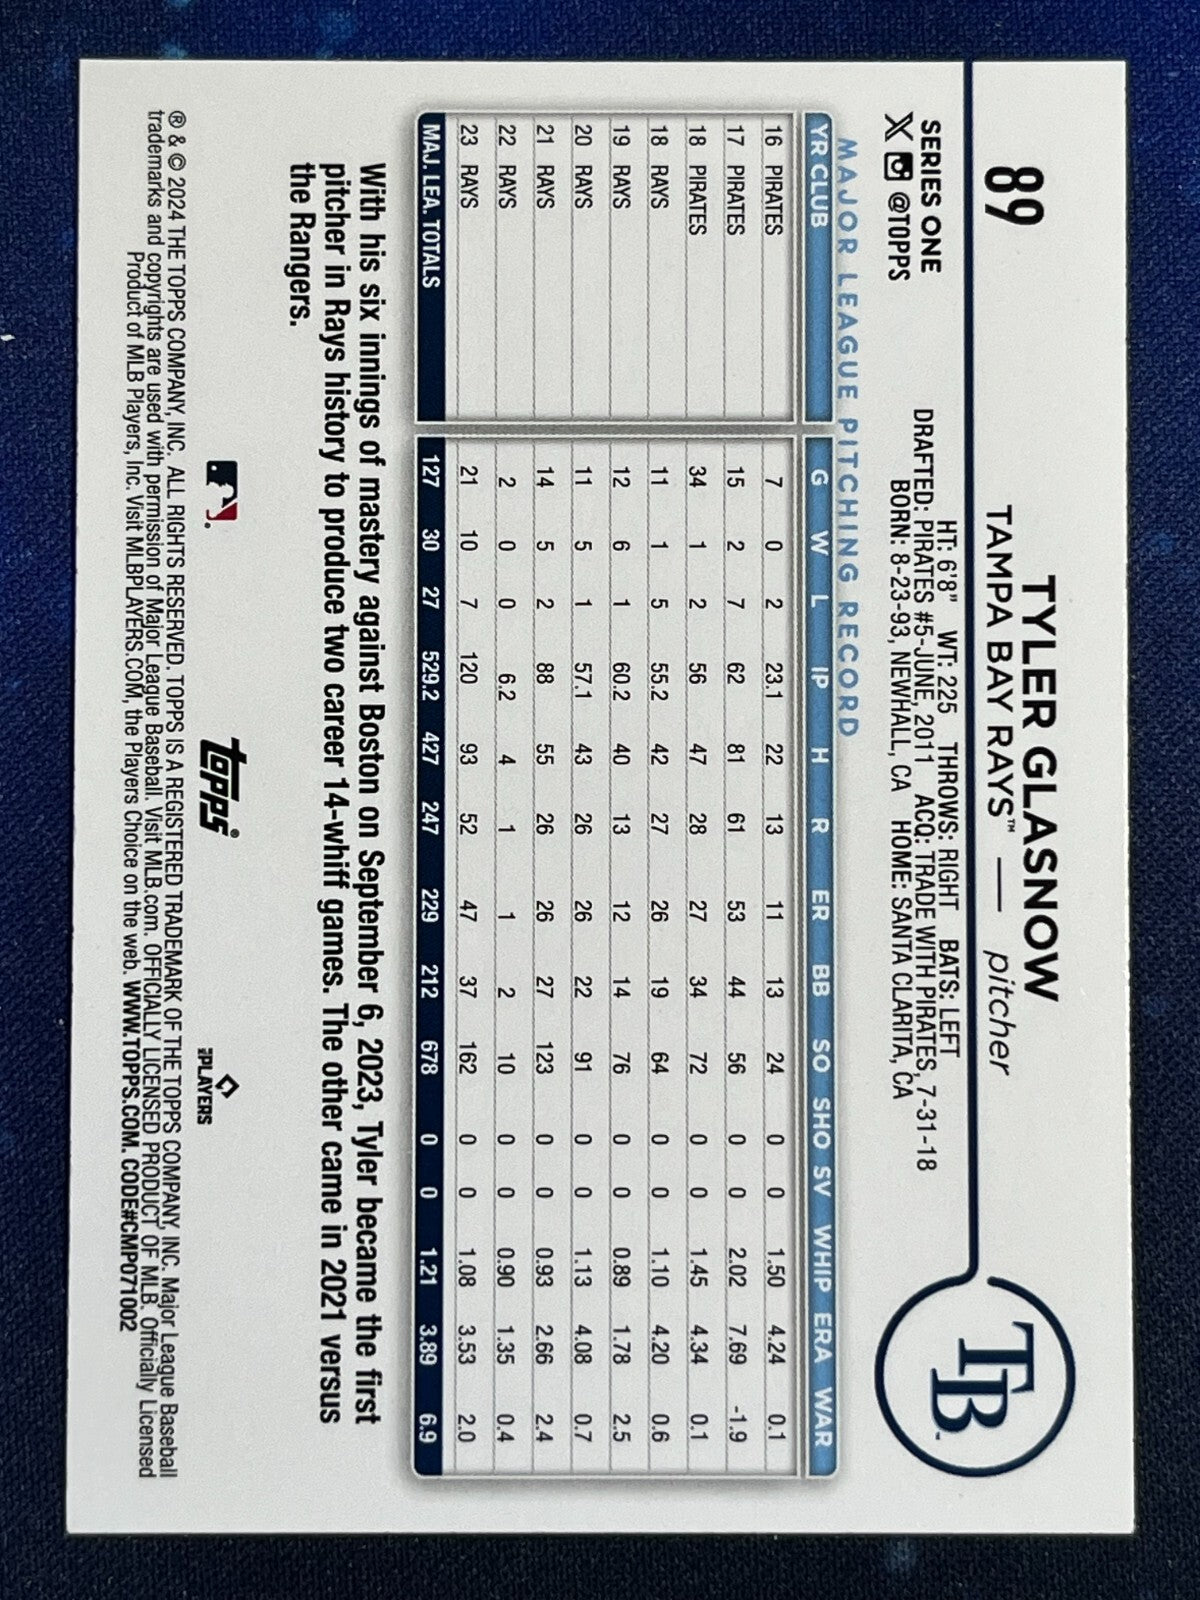 89
TYLER GLASNOW
TAMPA BAY RAYS™ — pitcher
SERIES ONE
@TOPPS
HT: 6'8" WT: 225 THROWS: RIGHT BATS: LEFT
DRAFTED: PIRATES #5-JUNE, 2011 ACQ: TRADE WITH PIRATES, 7-31-18
BORN: 8-23-93, NEWHALL, CA HOME: SANTA CLARITA, CA
TB
MAJOR LEAGUE PITCHING RECORD
YR CLUB G W L IP H R ER BB SO SHO SV WHIP ERA WAR
16 PIRATES 7 0 2 23.1 22 13 11 13 24 0 0 1.50 4.24 0.1
17 PIRATES 15 2 7 62 81 61 53 44 56 0 0 2.02 7.69 -1.9
18 PIRATES 34 1 2 56 47 28 27 34 72 0 0 1.45 4.34 0.1
18 RAYS 11 1 5 55.2 42 27 26 19 64 0 0 1.10 4.20 0.6
19 RAYS 12 6 1 60.2 40 13 12 14 76 0 0 0.89 1.78 2.5
20 RAYS 11 5 1 57.1 43 26 26 22 91 0 0 1.13 4.08 0.7
21 RAYS 14 5 2 88 55 26 26 27 123 0 0 0.93 2.66 2.4
22 RAYS 2 0 0 6.2 4 1 1 2 10 0 0 0.90 1.35 0.4
23 RAYS 21 10 7 120 93 52 47 37 162 0 0 1.08 3.53 2.0
MAJ. LEA. TOTALS 127 30 27 529.2 427 247 229 212 678 0 0 1.21 3.89 6.9
With his six innings of mastery against Boston on September 6, 2023, Tyler became the first
pitcher in Rays history to produce two career 14-whiff games. The other came in 2021 versus
the Rangers.
topps®
PLAYERS
® & © 2024 THE TOPPS COMPANY, INC. ALL RIGHTS RESERVED. TOPPS IS A REGISTERED TRADEMARK OF THE TOPPS COMPANY, INC. Major League Baseball
trademarks and copyrights are used with permission of Major League Baseball. Visit MLB.com. OFFICIALLY LICENSED PRODUCT OF MLB. Officially Licensed
Product of MLB Players, Inc. Visit MLBPLAYERS.COM, the Players Choice on the web. WWW.TOPPS.COM. CODE#CMP071002